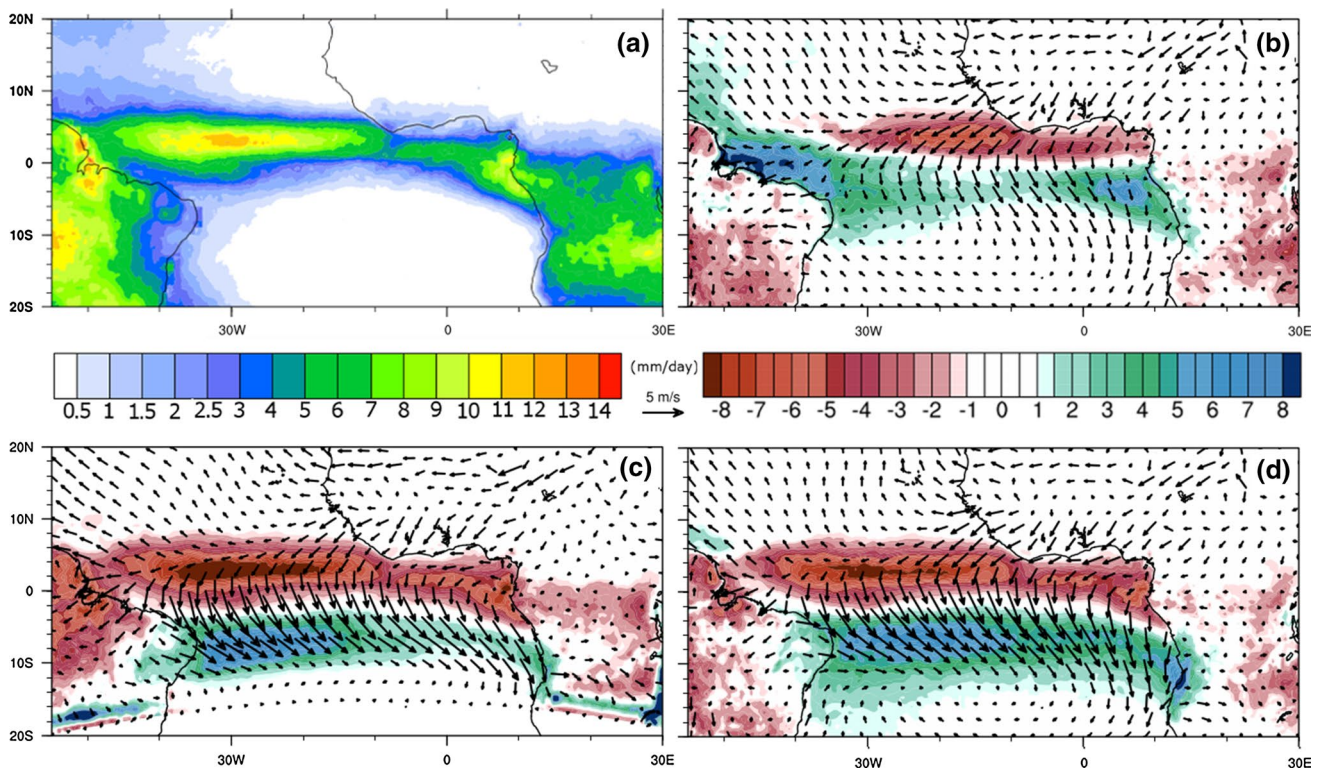 20N
10N
0
10S
20S
(a)
(b)
30W 0 30E
30W 0 30E
0.5 1 1.5 2 2.5 3 4 5 6 7 8 9 10 11 12 13 14
(mm/day)
5 m/s
-8 -7 -6 -5 -4 -3 -2 -1 0 1 2 3 4 5 6 7 8
20N
10N
0
10S
20S
(c)
(d)
30W 0 30E
30W 0 30E